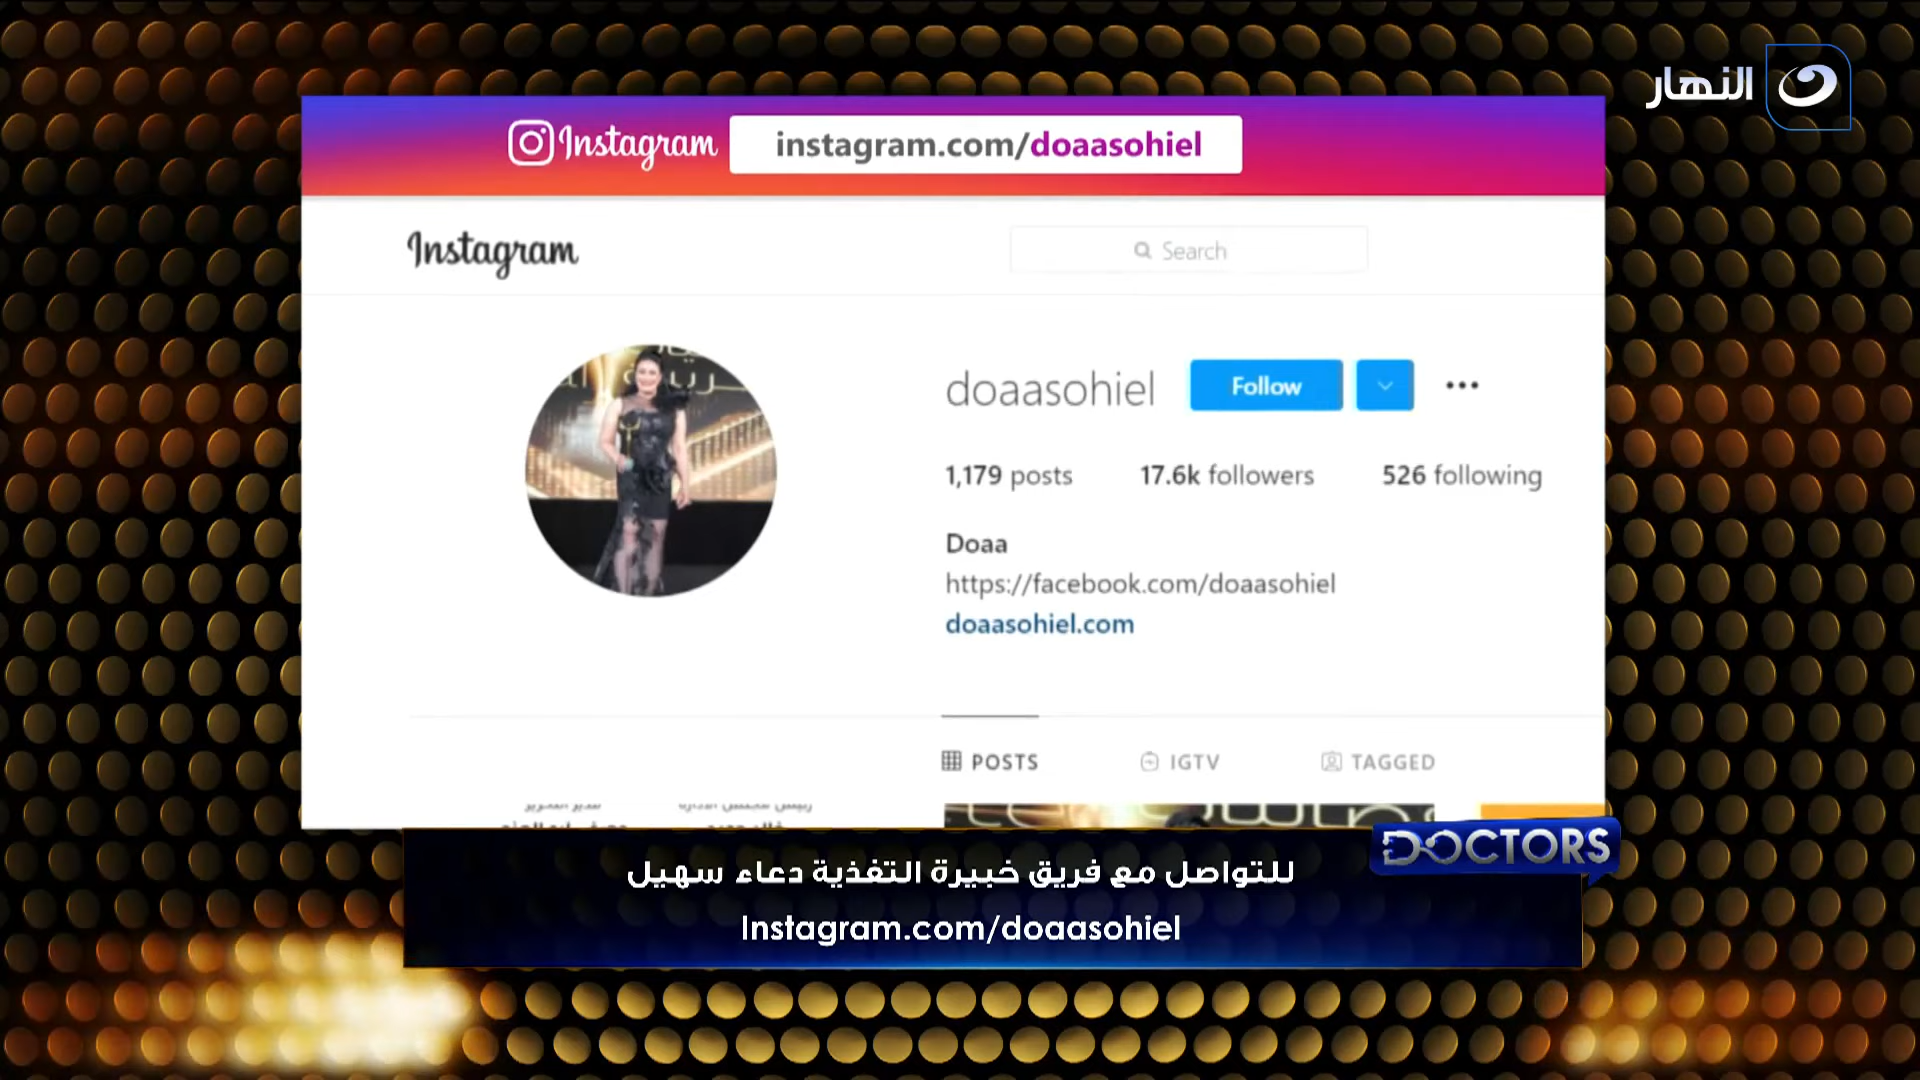 النهار
Instagram instagram.com/doaasohiel
Instagram
Search
doaasohiel Follow
1,179 posts 17.6k followers 526 following
Doaa
https://facebook.com/doaasohiel
doaasohiel.com
POSTS IGTV TAGGED
DOCTORS
للتواصل مع فريق خبيرة التغذية دعاء سهيل
Instagram.com/doaasohiel